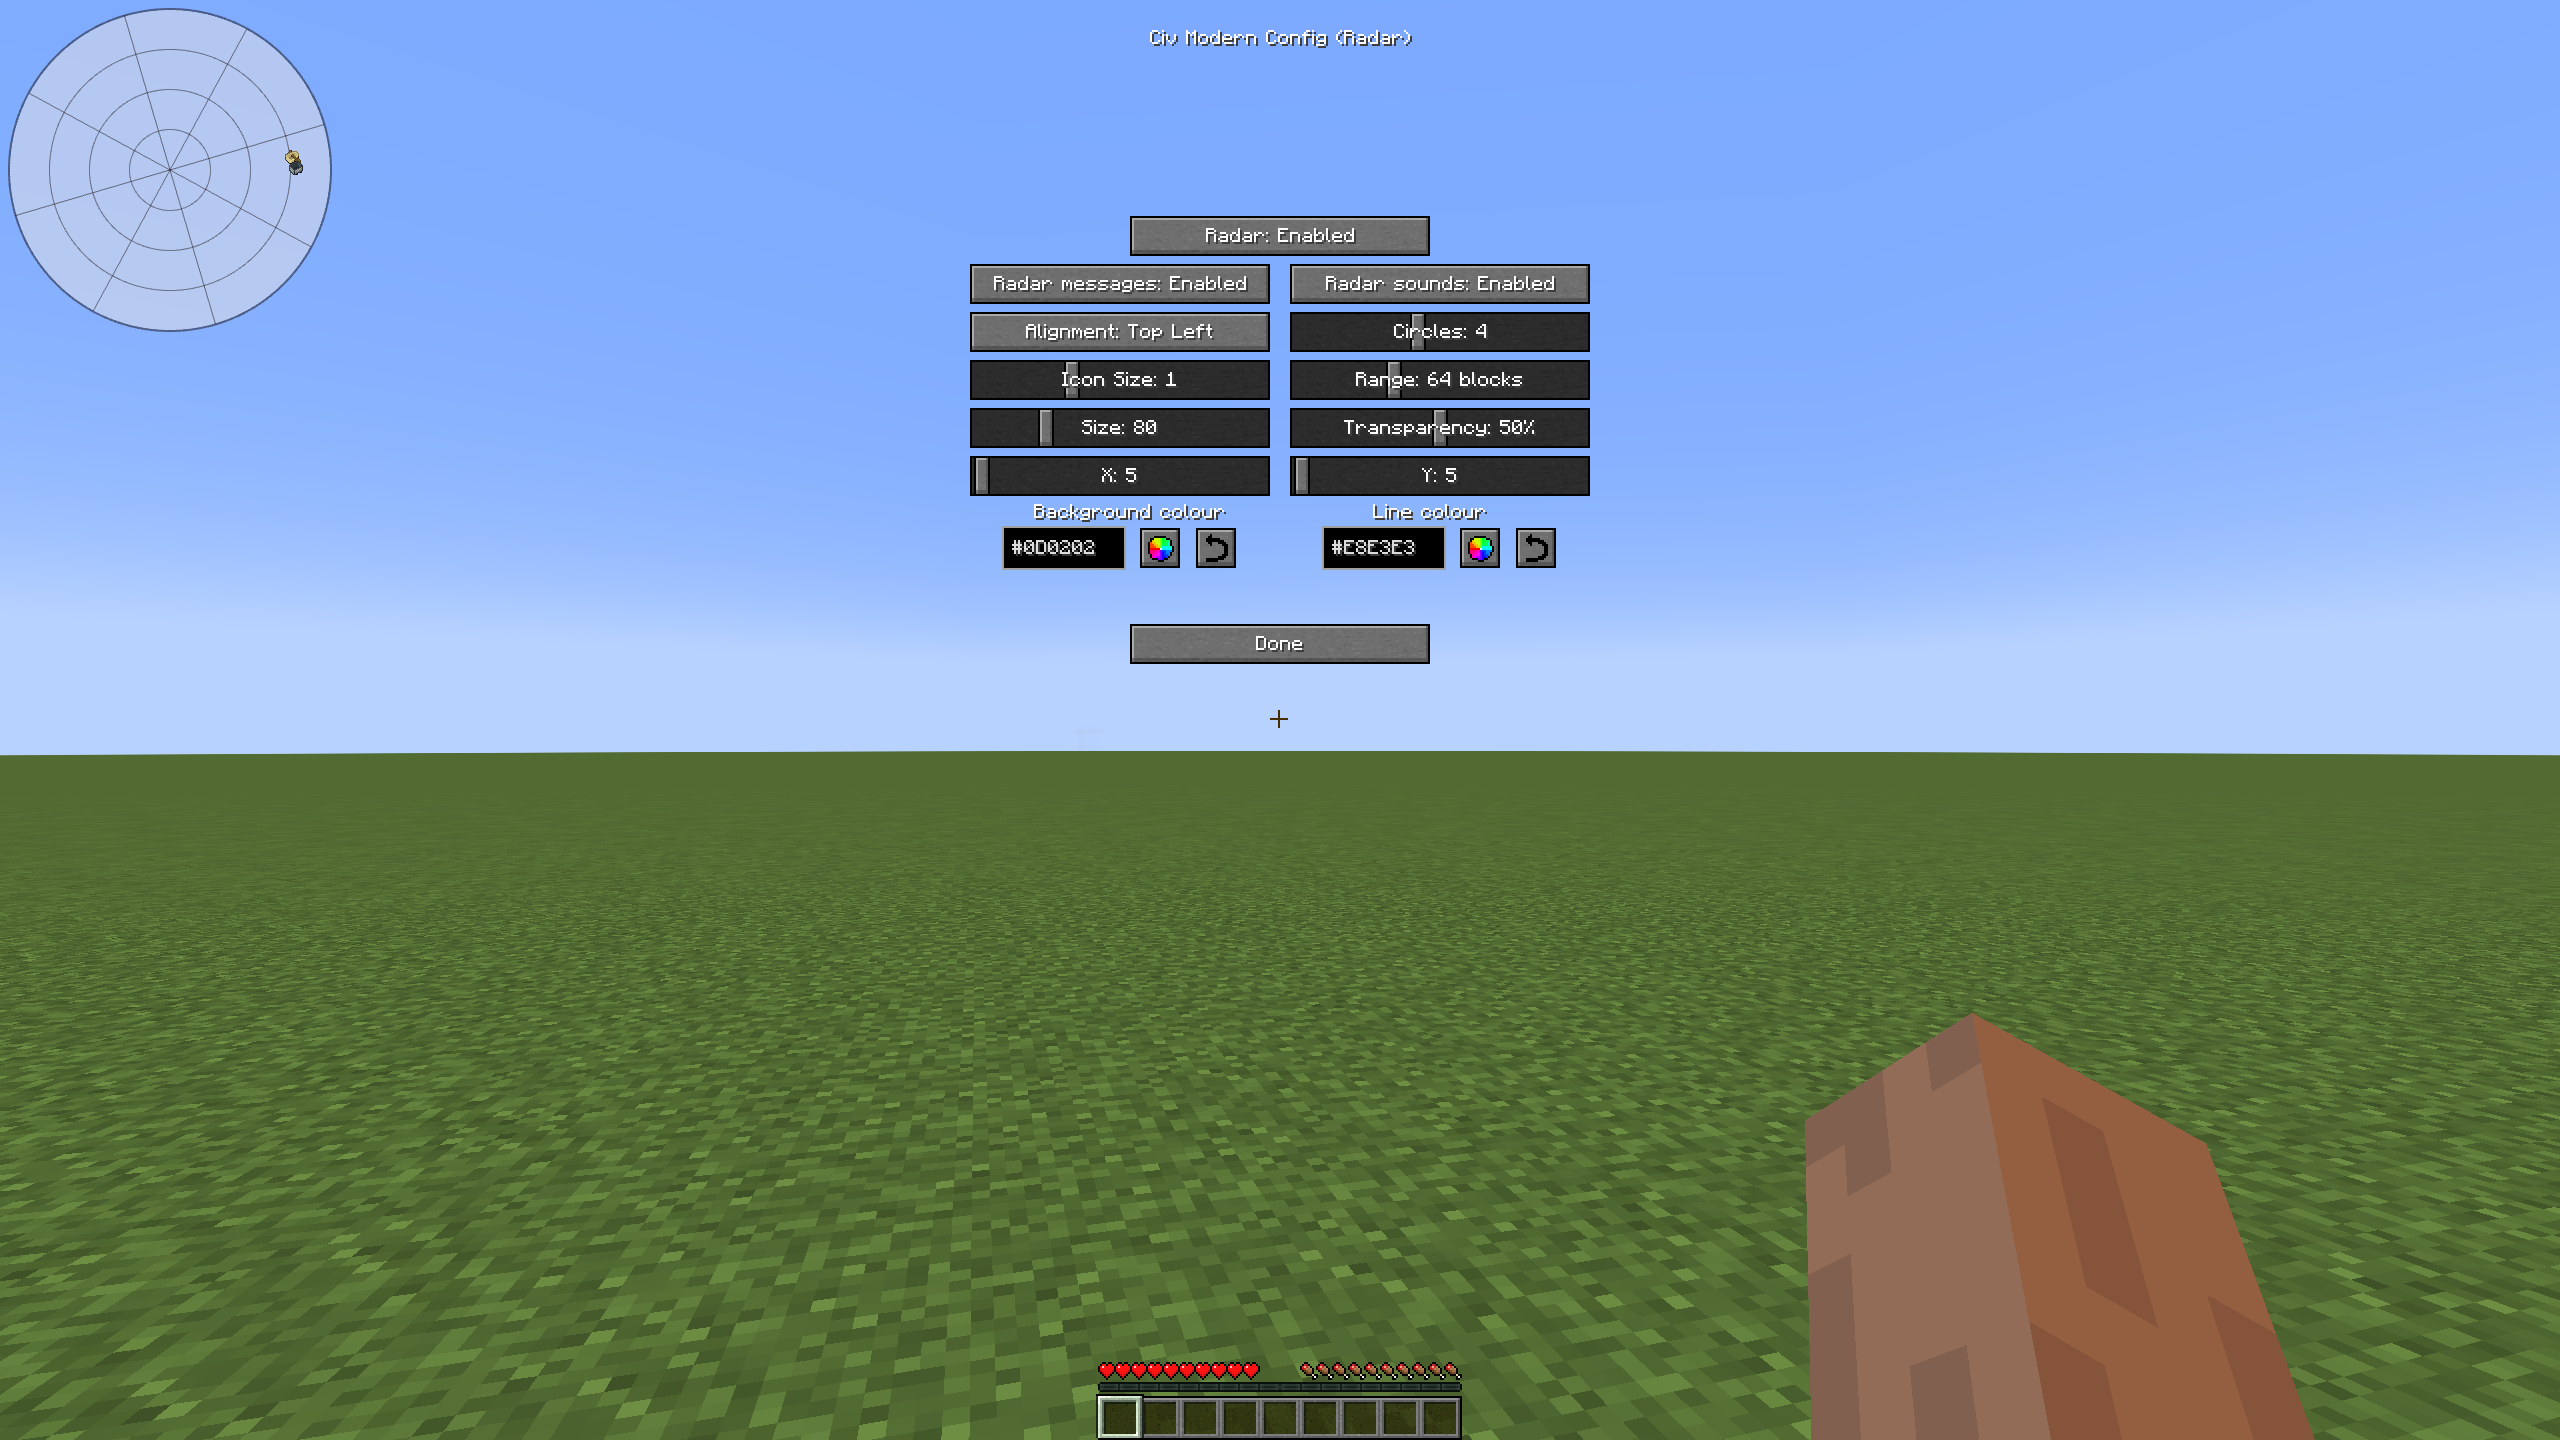 Civ Modern Config (Radar)
Radar: Enabled
Radar messages: Enabled
Radar sounds: Enabled
Alignment: Top Left
Circles: 4
Icon Size: 1
Range: 64 blocks
Size: 80
Transparency: 50%
X: 5
Y: 5
Background colour
Line colour
#0D0202
#E8E3E3
Done